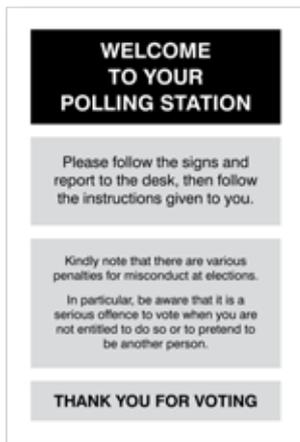 WELCOME
TO YOUR
POLLING STATION
Please follow the signs and
report to the desk, then follow
the instructions given to you.
Kindly note that there are various
penalties for misconduct at elections.
In particular, be aware that it is a
serious offence to vote when you are
not entitled to do so or to pretend to
be another person.
THANK YOU FOR VOTING